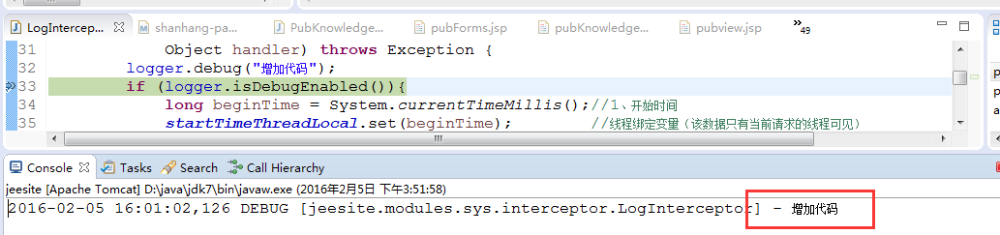 LogIntercep... shanhang-pa... PubKnowledge... pubForms.jsp pubknowledge... pubview.jsp 49
31 Object handler) throws Exception {
32 logger.debug("增加代码");
33 if (logger.isDebugEnabled()){
34 long beginTime = System.currentTimeMillis();//1、开始时间
35 startTimeThreadLocal.set(beginTime); //线程绑定变量（该数据只有当前请求的线程可见）
Console Tasks Search Call Hierarchy
jeesite [Apache Tomcat] D:\java\jdk7\bin\javaw.exe (2016年2月5日 下午3:51:58)
2016-02-05 16:01:02,126 DEBUG [jeesite.modules.sys.interceptor.LogInterceptor] - 增加代码